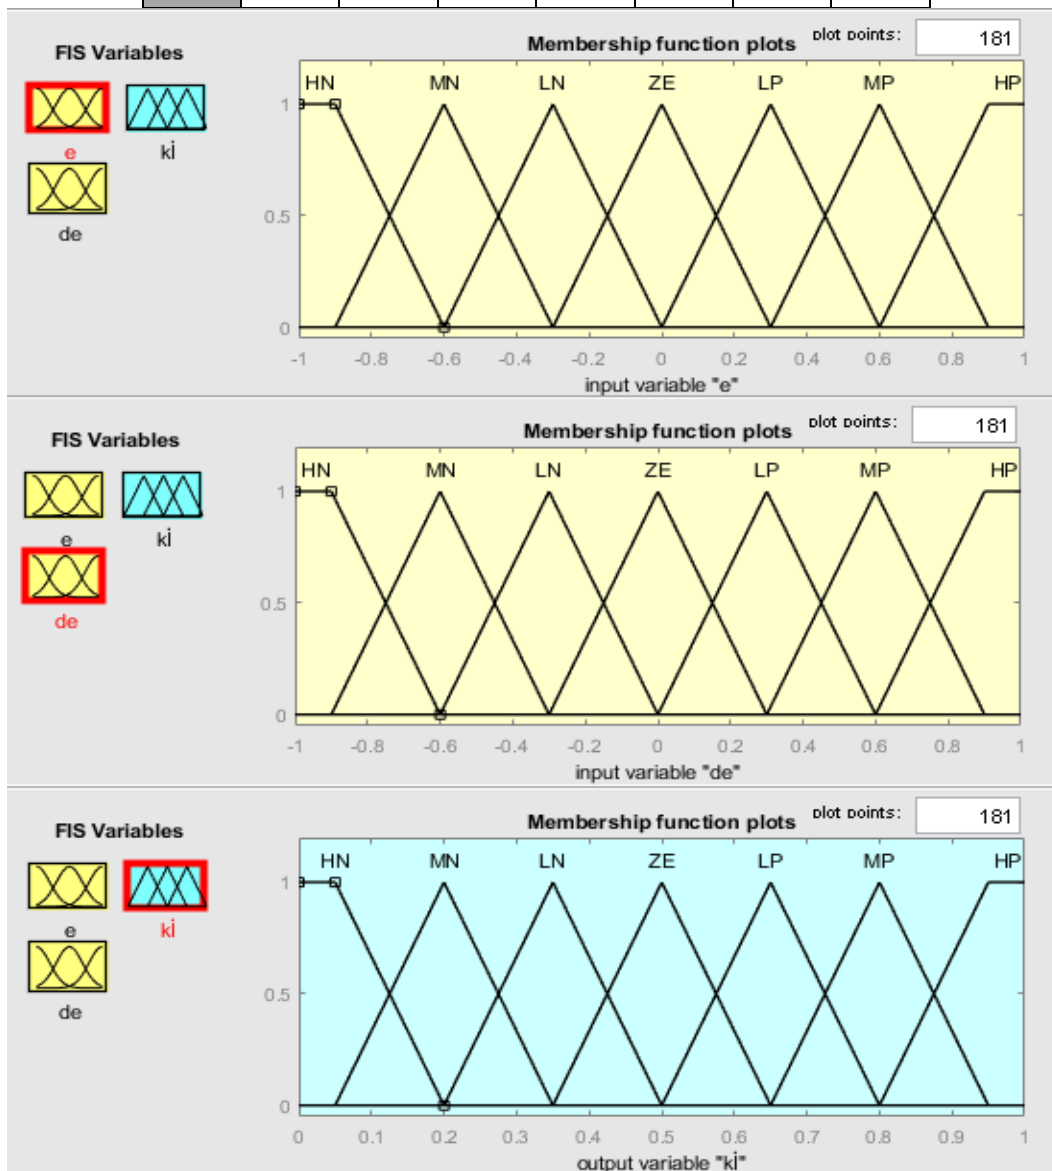 FIS Variables
Membership function plots plot points: 181
HN MN LN ZE LP MP HP
e kİ
de
1
0.5
0
-1 -0.8 -0.6 -0.4 -0.2 0 0.2 0.4 0.6 0.8 1
input variable "e"
FIS Variables
Membership function plots plot points: 181
HN MN LN ZE LP MP HP
e kİ
de
1
0.5
0
-1 -0.8 -0.6 -0.4 -0.2 0 0.2 0.4 0.6 0.8 1
input variable "de"
FIS Variables
Membership function plots plot points: 181
HN MN LN ZE LP MP HP
e kİ
de
1
0.5
0
0 0.1 0.2 0.3 0.4 0.5 0.6 0.7 0.8 0.9 1
output variable "kİ"